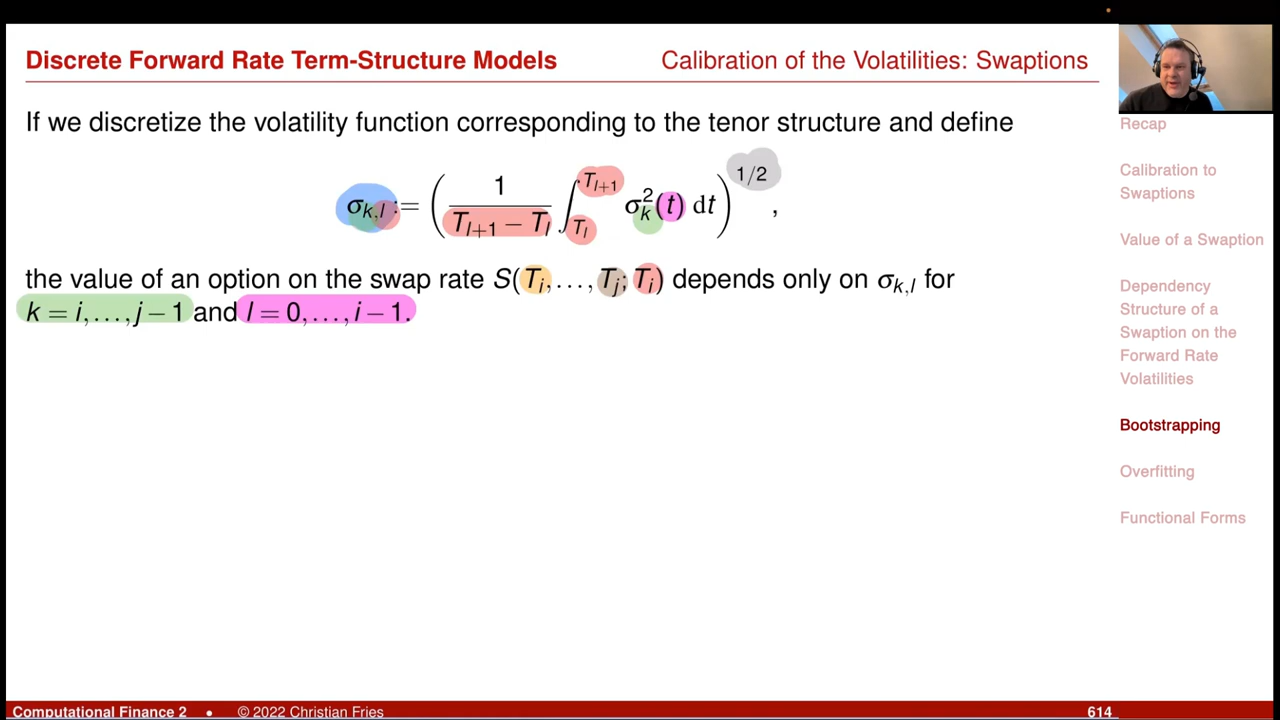 Discrete Forward Rate Term-Structure Models
Calibration of the Volatilities: Swaptions
If we discretize the volatility function corresponding to the tenor structure and define
σ_{k,l} := ( 1 / (T_{l+1} − T_l) ∫_{T_l}^{T_{l+1}} σ_k^2(t) dt )^{1/2},
the value of an option on the swap rate S(T_i, …, T_j; T_i) depends only on σ_{k,l} for
k = i, …, j − 1 and l = 0, …, i − 1.
Recap
Calibration to
Swaptions
Value of a Swaption
Dependency
Structure of a
Swaption on the
Forward Rate
Volatilities
Bootstrapping
Overfitting
Functional Forms
Computational Finance 2 • © 2022 Christian Fries
614